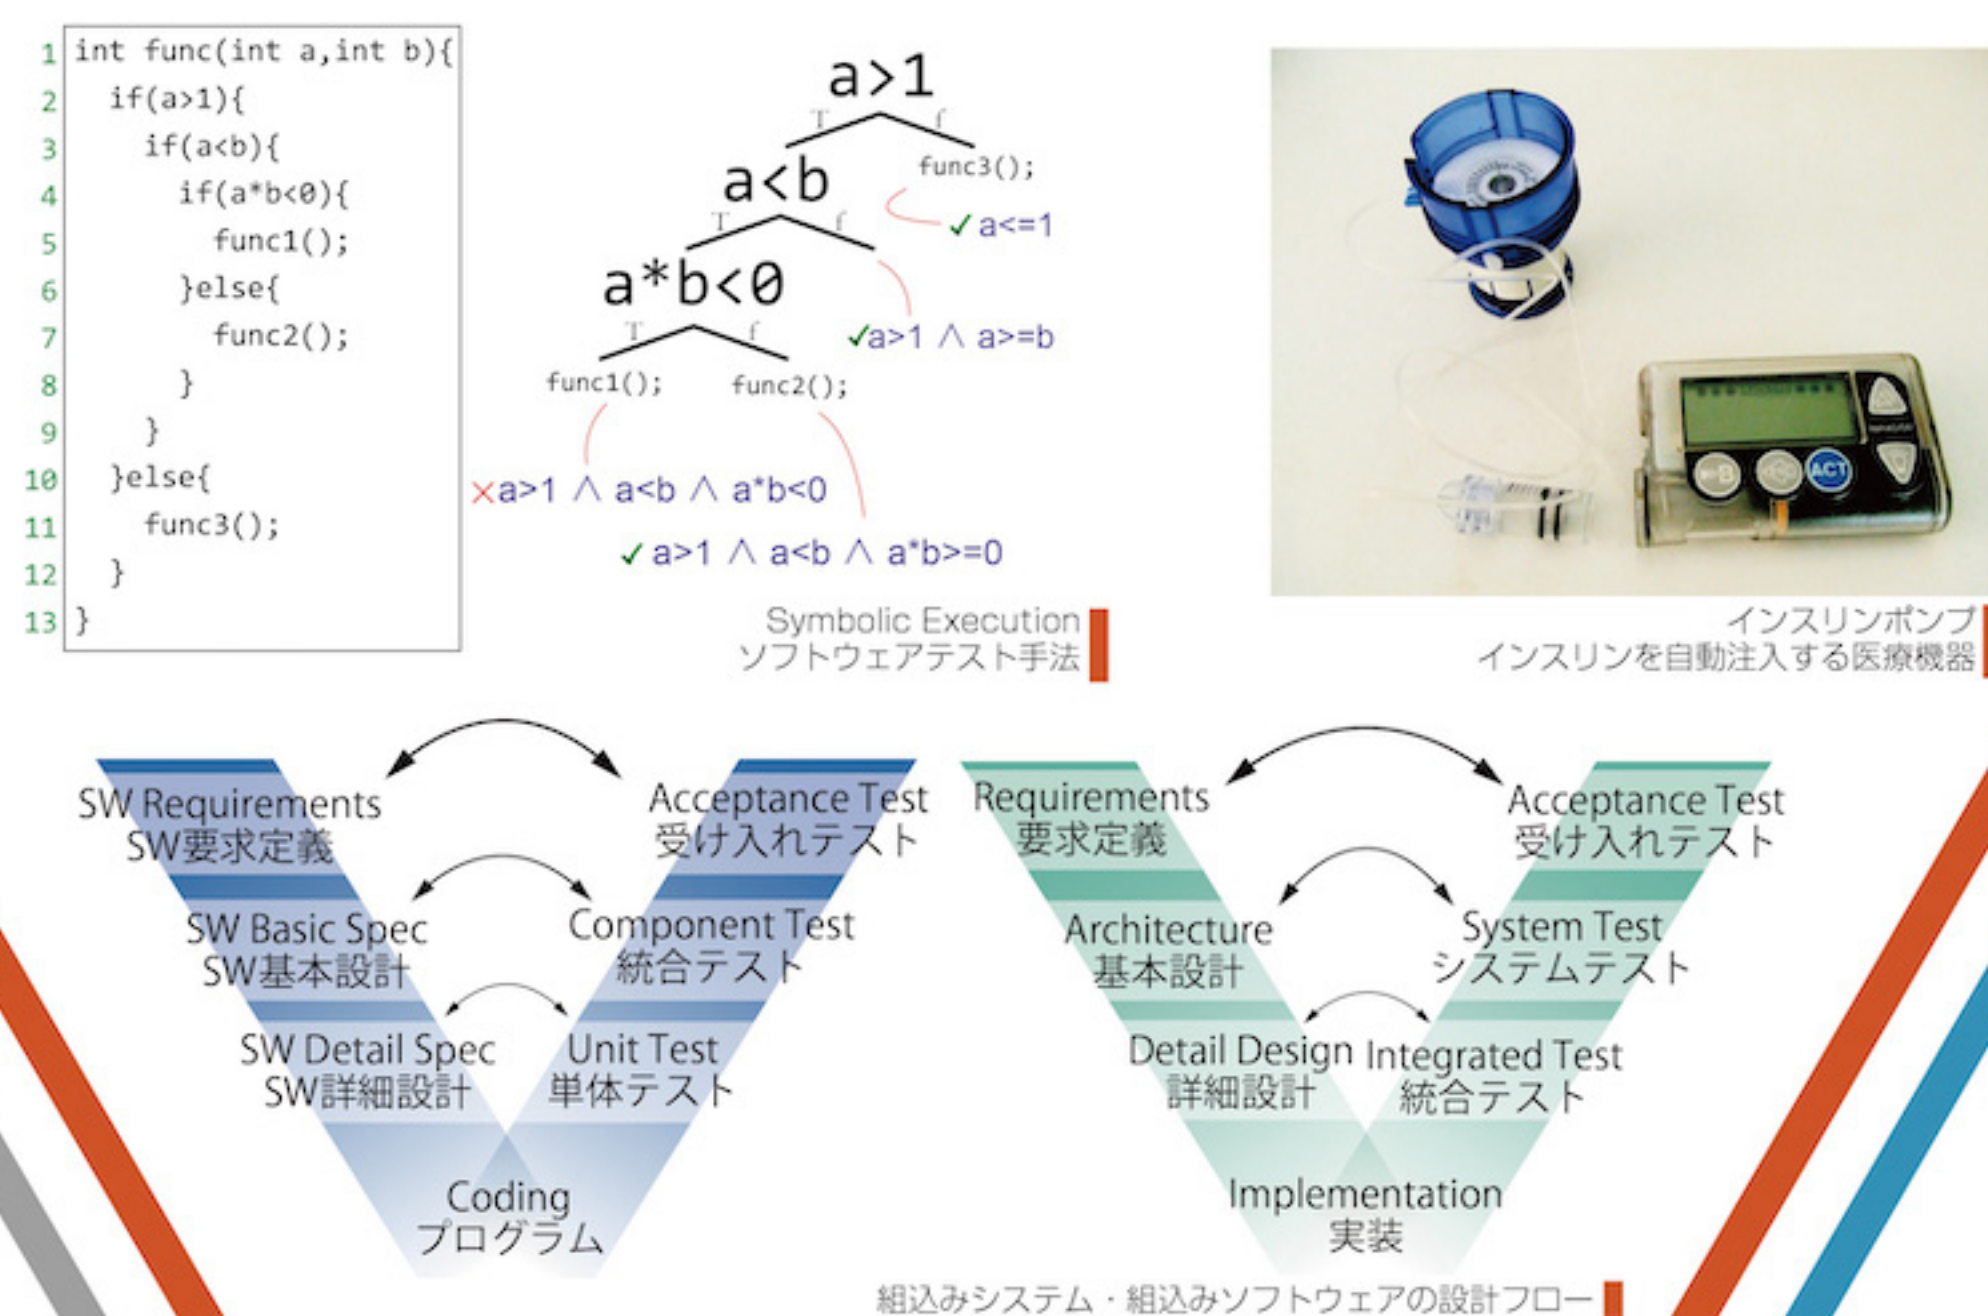 1 int func(int a,int b){
2 if(a>1){
3 if(a<b){
4 if(a*b<0){
5 func1();
6 }else{
7 func2();
8 }
9 }
10 }else{
11 func3();
12 }
13 }
a>1
T f
func3();
a<b
✓ a<=1
T f
a*b<0
✓a>1 ∧ a>=b
T f
func1(); func2();
×a>1 ∧ a<b ∧ a*b<0
✓ a>1 ∧ a<b ∧ a*b>=0
Symbolic Execution
ソフトウェアテスト手法
B
ACT
インスリンポンプ
インスリンを自動注入する医療機器
SW Requirements
SW要求定義
Acceptance Test
受け入れテスト
SW Basic Spec
SW基本設計
Component Test
統合テスト
SW Detail Spec
SW詳細設計
Unit Test
単体テスト
Coding
プログラム
Requirements
要求定義
Acceptance Test
受け入れテスト
Architecture
基本設計
System Test
システムテスト
Detail Design
詳細設計
Integrated Test
統合テスト
Implementation
実装
組込みシステム・組込みソフトウェアの設計フロー